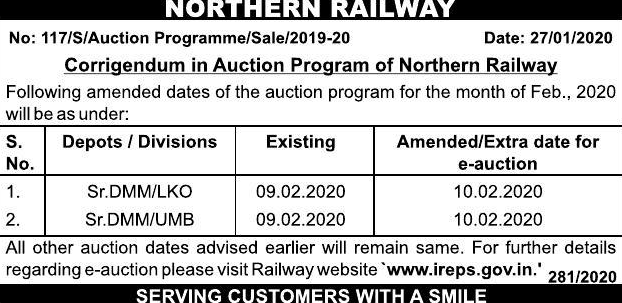 NORTHERN RAILWAY
No: 117/S/Auction Programme/Sale/2019-20 Date: 27/01/2020
Corrigendum in Auction Program of Northern Railway
Following amended dates of the auction program for the month of Feb., 2020
will be as under:
S. No. Depots / Divisions Existing Amended/Extra date for e-auction
1. Sr.DMM/LKO 09.02.2020 10.02.2020
2. Sr.DMM/UMB 09.02.2020 10.02.2020
All other auction dates advised earlier will remain same. For further details
regarding e-auction please visit Railway website `www.ireps.gov.in.' 281/2020
SERVING CUSTOMERS WITH A SMILE